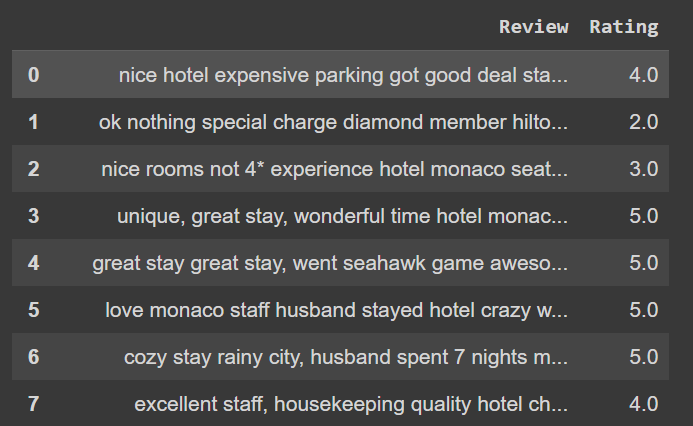 Review Rating
0 nice hotel expensive parking got good deal sta... 4.0
1 ok nothing special charge diamond member hilto... 2.0
2 nice rooms not 4* experience hotel monaco seat... 3.0
3 unique, great stay, wonderful time hotel monac... 5.0
4 great stay great stay, went seahawk game aweso... 5.0
5 love monaco staff husband stayed hotel crazy w... 5.0
6 cozy stay rainy city, husband spent 7 nights m... 5.0
7 excellent staff, housekeeping quality hotel ch... 4.0